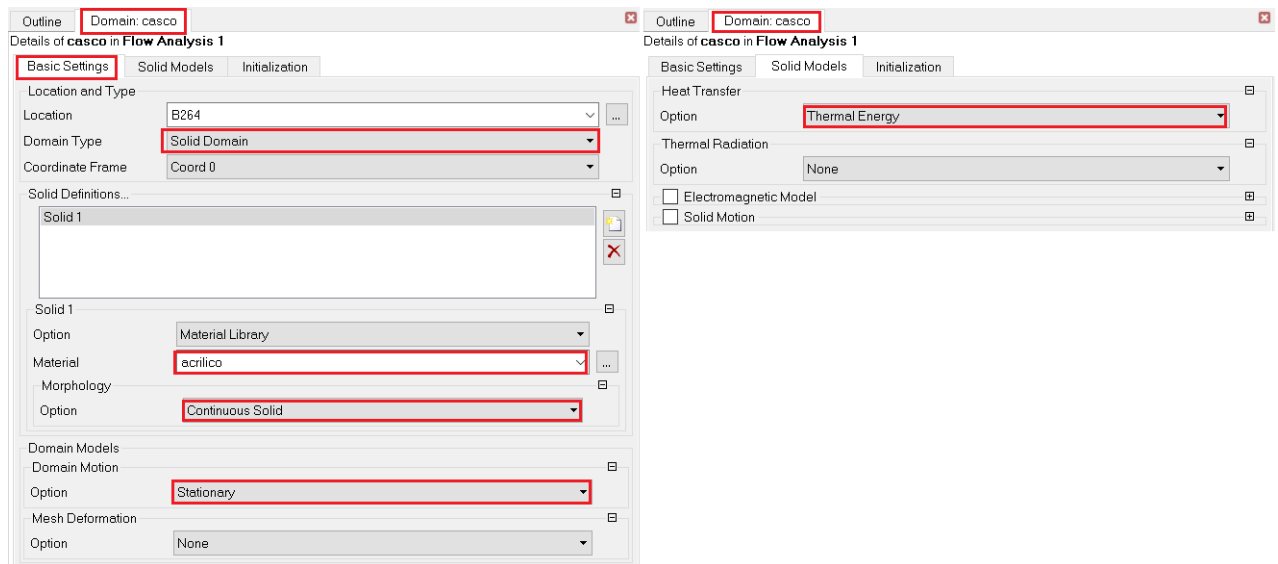 Outline Domain: casco
Details of casco in Flow Analysis 1
Basic Settings Solid Models Initialization
Location and Type
Location B264 ...
Domain Type Solid Domain
Coordinate Frame Coord 0
Solid Definitions...
Solid 1
Solid 1
Option Material Library
Material acrilico ...
Morphology
Option Continuous Solid
Domain Models
Domain Motion
Option Stationary
Mesh Deformation
Option None
Outline Domain: casco
Details of casco in Flow Analysis 1
Basic Settings Solid Models Initialization
Heat Transfer
Option Thermal Energy
Thermal Radiation
Option None
Electromagnetic Model
Solid Motion